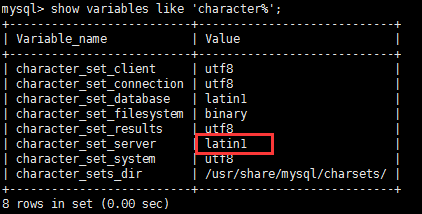 mysql> show variables like 'character%';
+--------------------------+----------------------------+
| Variable_name | Value |
+--------------------------+----------------------------+
| character_set_client | utf8 |
| character_set_connection | utf8 |
| character_set_database | latin1 |
| character_set_filesystem | binary |
| character_set_results | utf8 |
| character_set_server | latin1 |
| character_set_system | utf8 |
| character_sets_dir | /usr/share/mysql/charsets/ |
+--------------------------+----------------------------+
8 rows in set (0.00 sec)